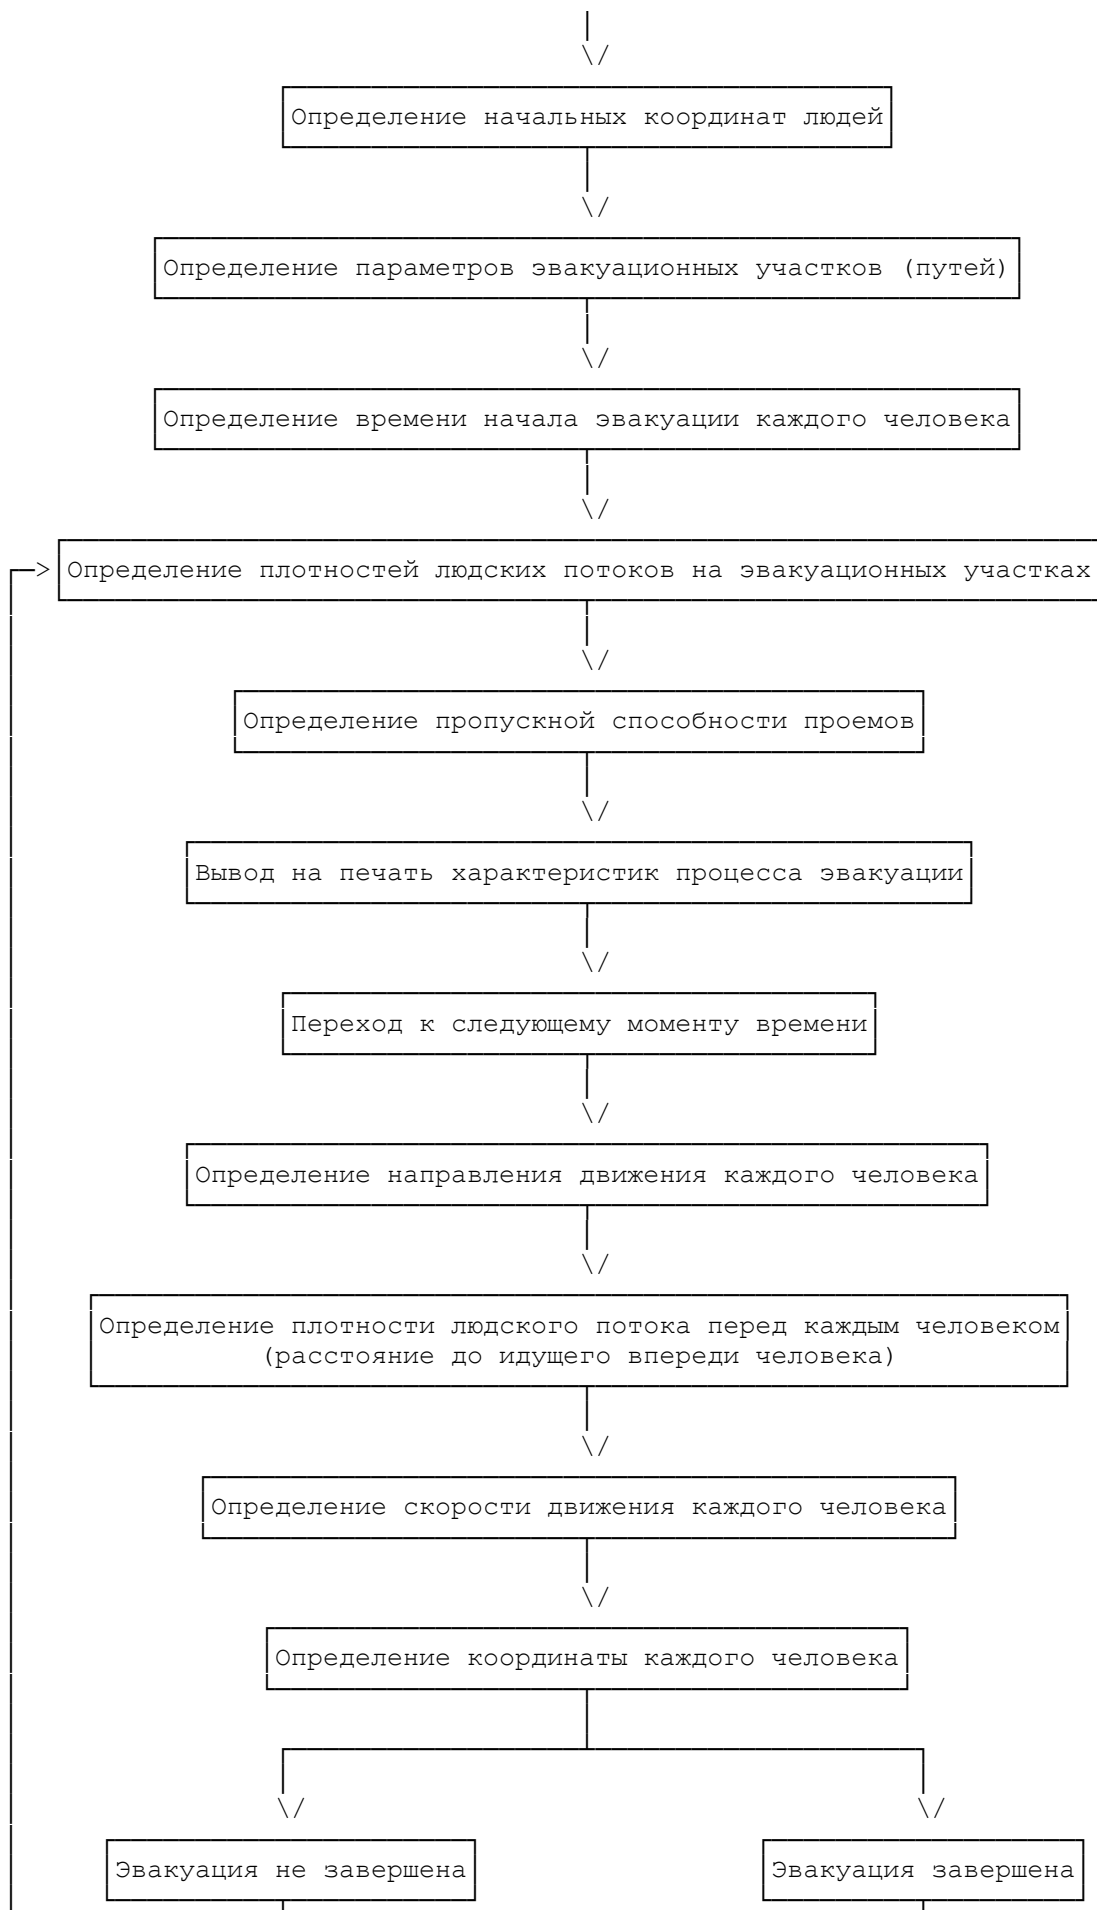 Определение начальных координат людей
Определение параметров эвакуационных участков (путей)
Определение времени начала эвакуации каждого человека
Определение плотностей людских потоков на эвакуационных участках
Определение пропускной способности проемов
Вывод на печать характеристик процесса эвакуации
Переход к следующему моменту времени
Определение направления движения каждого человека
Определение плотности людского потока перед каждым человеком
(расстояние до идущего впереди человека)
Определение скорости движения каждого человека
Определение координаты каждого человека
Эвакуация не завершена
Эвакуация завершена